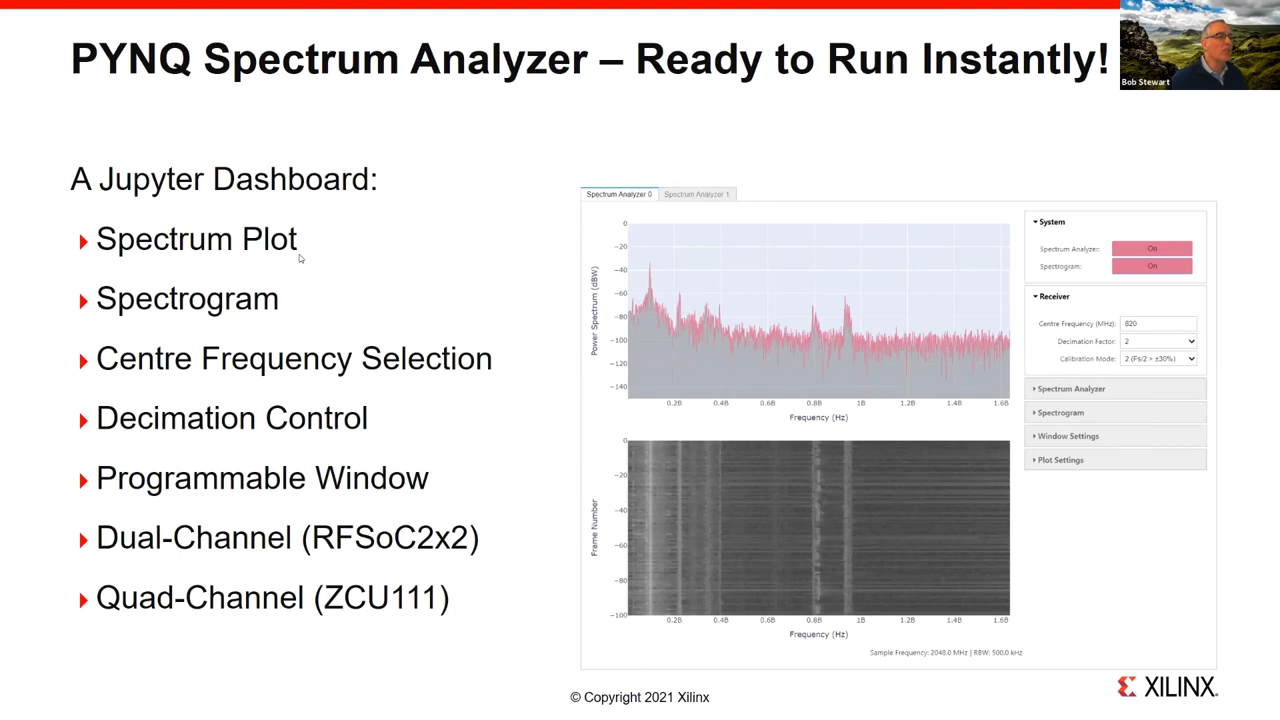 PYNQ Spectrum Analyzer – Ready to Run Instantly!
Bob Stewart
A Jupyter Dashboard:
Spectrum Plot
Spectrogram
Centre Frequency Selection
Decimation Control
Programmable Window
Dual-Channel (RFSoC2x2)
Quad-Channel (ZCU111)
Spectrum Analyzer 0
Spectrum Analyzer 1
Power Spectrum (dBW)
0
−20
−40
−60
−80
−100
−120
−140
0.2B 0.4B 0.6B 0.8B 1B 1.2B 1.4B 1.6B
Frequency (Hz)
Frame Number
0
−20
−40
−60
−80
−100
0.2B 0.4B 0.6B 0.8B 1B 1.2B 1.4B 1.6B
Frequency (Hz)
Sample Frequency: 2048.0 MHz | RBW: 500.0 kHz
System
Spectrum Analyzer: On
Spectrogram: On
Receiver
Centre Frequency (MHz): 820
Decimation Factor: 2
Calibration Mode: 2 (Fs/2 > ±30%)
Spectrum Analyzer
Spectrogram
Window Settings
Plot Settings
© Copyright 2021 Xilinx
XILINX.